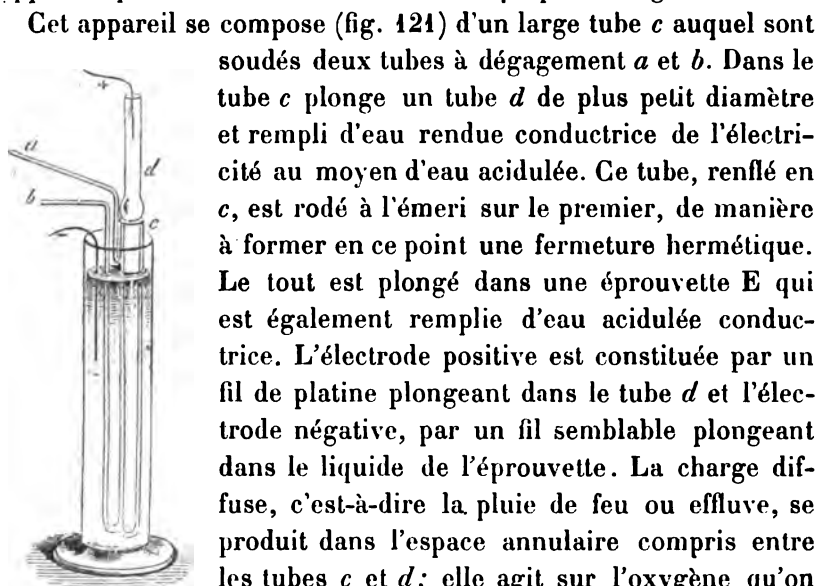 Cet appareil se compose (fig. 121) d'un large tube c auquel sont
soudés deux tubes à dégagement a et b. Dans le
tube c plonge un tube d de plus petit diamètre
et rempli d'eau rendue conductrice de l'électri-
cité au moyen d'eau acidulée. Ce tube, renflé en
c, est rodé à l'émeri sur le premier, de manière
à former en ce point une fermeture hermétique.
Le tout est plongé dans une éprouvette E qui
est également remplie d'eau acidulée conduc-
trice. L'électrode positive est constituée par un
fil de platine plongeant dans le tube d et l'élec-
trode négative, par un fil semblable plongeant
dans le liquide de l'éprouvette. La charge dif-
fuse, c'est-à-dire la pluie de feu ou effluve, se
produit dans l'espace annulaire compris entre
les tubes c et d; elle agit sur l'oxygène qu'on
+
a
d
b
c